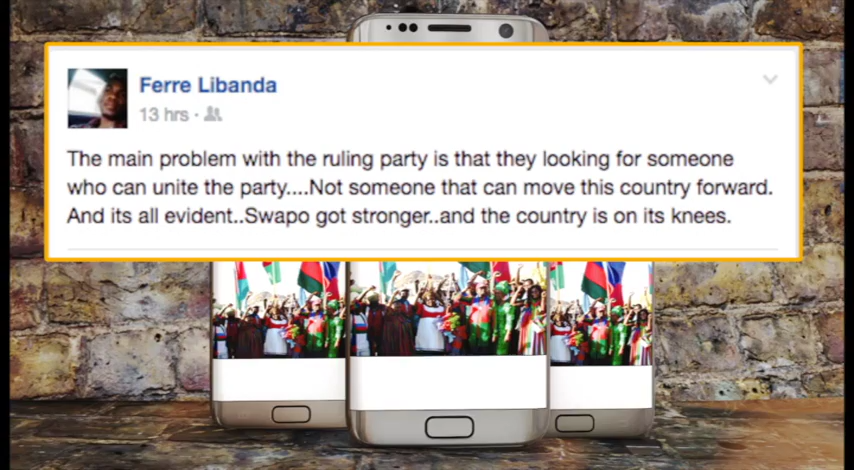 Ferre Libanda
13 hrs ·
The main problem with the ruling party is that they looking for someone
who can unite the party....Not someone that can move this country forward.
And its all evident..Swapo got stronger..and the country is on its knees.